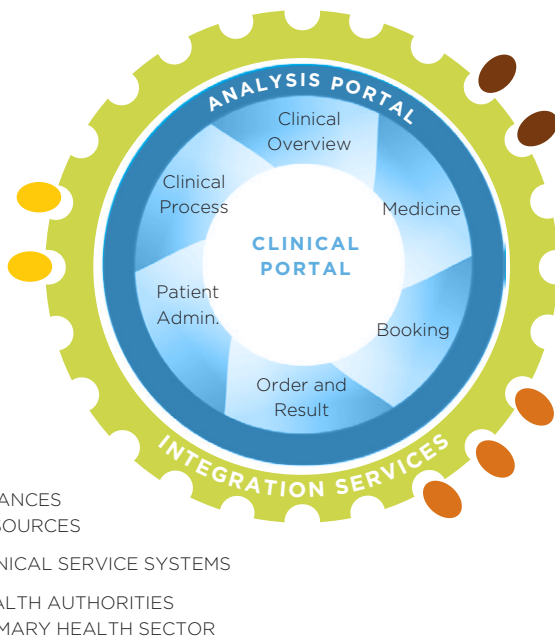 ANALYSIS PORTAL
Clinical
Overview
Clinical
Process
Medicine
CLINICAL
PORTAL
Patient
Admin.
Booking
Order and
Result
INTEGRATION SERVICES
ANCES
SOURCES
NICAL SERVICE SYSTEMS
ALTH AUTHORITIES
MARY HEALTH SECTOR